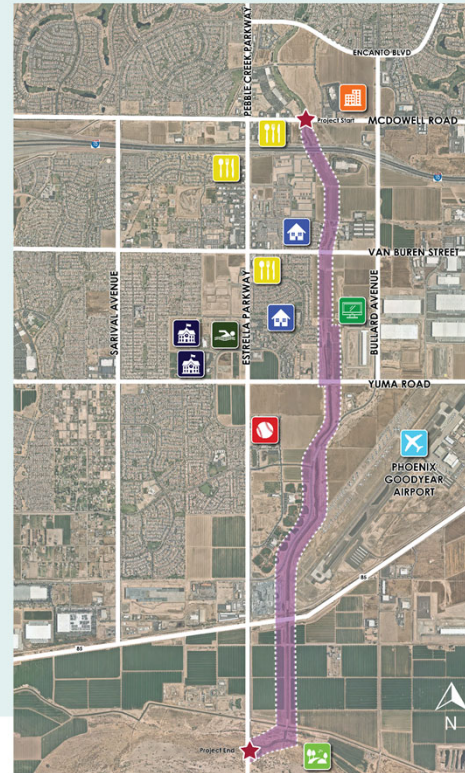 ENCANTO BLVD
PEBBLE CREEK PARKWAY
Project Start
MCDOWELL ROAD
VAN BUREN STREET
SARIVAL AVENUE
ESTRELLA PARKWAY
BULLARD AVENUE
YUMA ROAD
PHOENIX
GOODYEAR
AIRPORT
85
85
Project End
N